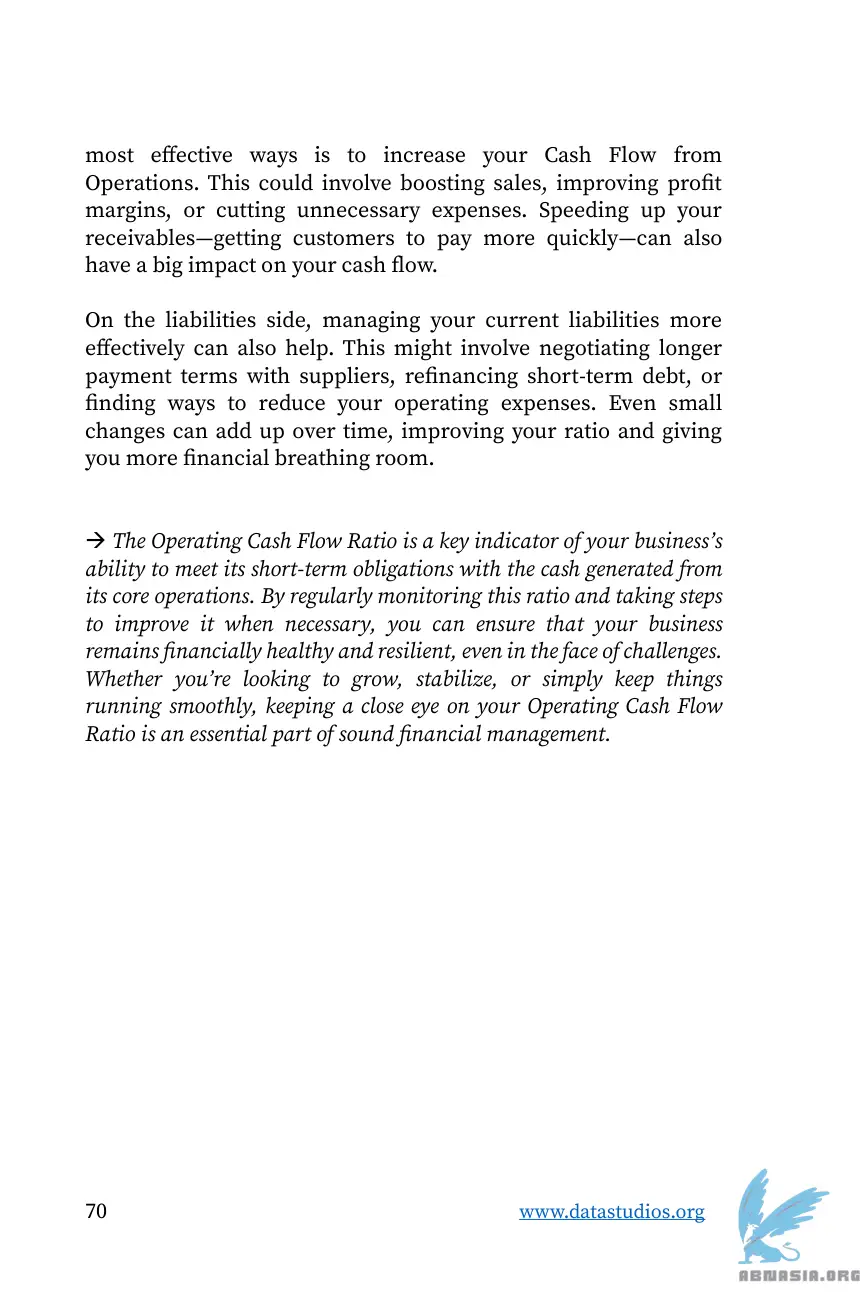 most effective ways is to increase your Cash Flow from
Operations. This could involve boosting sales, improving profit
margins, or cutting unnecessary expenses. Speeding up your
receivables—getting customers to pay more quickly—can also
have a big impact on your cash flow.
On the liabilities side, managing your current liabilities more
effectively can also help. This might involve negotiating longer
payment terms with suppliers, refinancing short-term debt, or
finding ways to reduce your operating expenses. Even small
changes can add up over time, improving your ratio and giving
you more financial breathing room.
→ The Operating Cash Flow Ratio is a key indicator of your business’s
ability to meet its short-term obligations with the cash generated from
its core operations. By regularly monitoring this ratio and taking steps
to improve it when necessary, you can ensure that your business
remains financially healthy and resilient, even in the face of challenges.
Whether you’re looking to grow, stabilize, or simply keep things
running smoothly, keeping a close eye on your Operating Cash Flow
Ratio is an essential part of sound financial management.
70 www.datastudios.org
ABNASIA.ORG